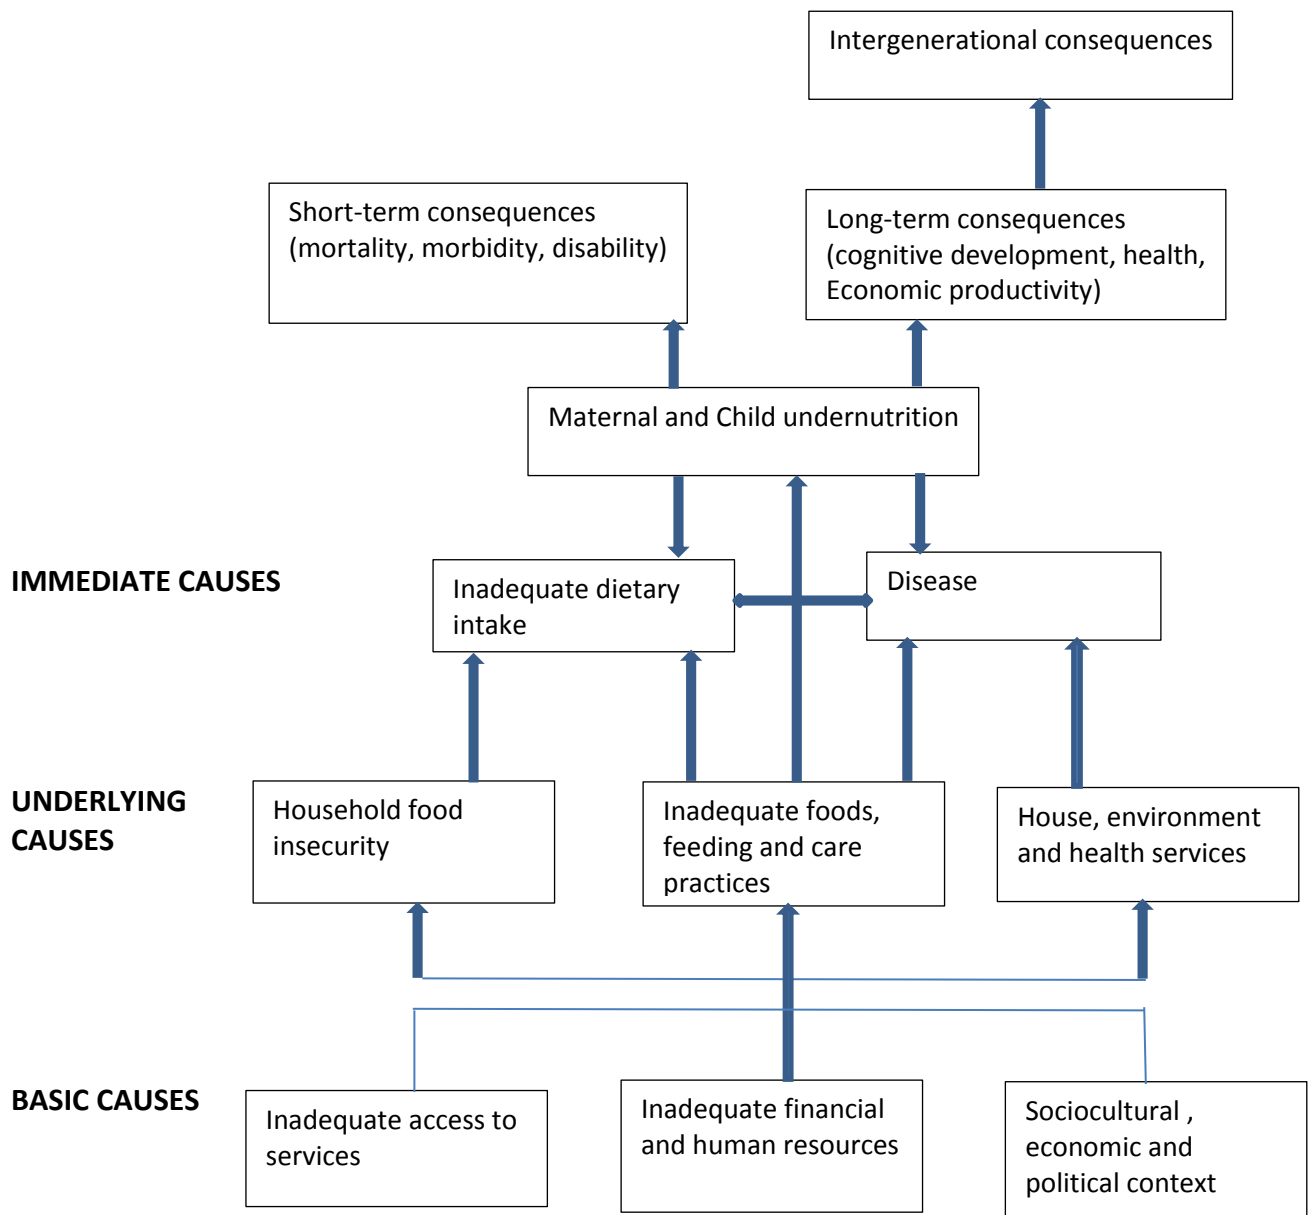 Intergenerational consequences
Short-term consequences
(mortality, morbidity, disability)
Long-term consequences
(cognitive development, health,
Economic productivity)
Maternal and Child undernutrition
IMMEDIATE CAUSES
Inadequate dietary
intake
Disease
UNDERLYING
CAUSES
Household food
insecurity
Inadequate foods,
feeding and care
practices
House, environment
and health services
BASIC CAUSES
Inadequate access to
services
Inadequate financial
and human resources
Sociocultural ,
economic and
political context